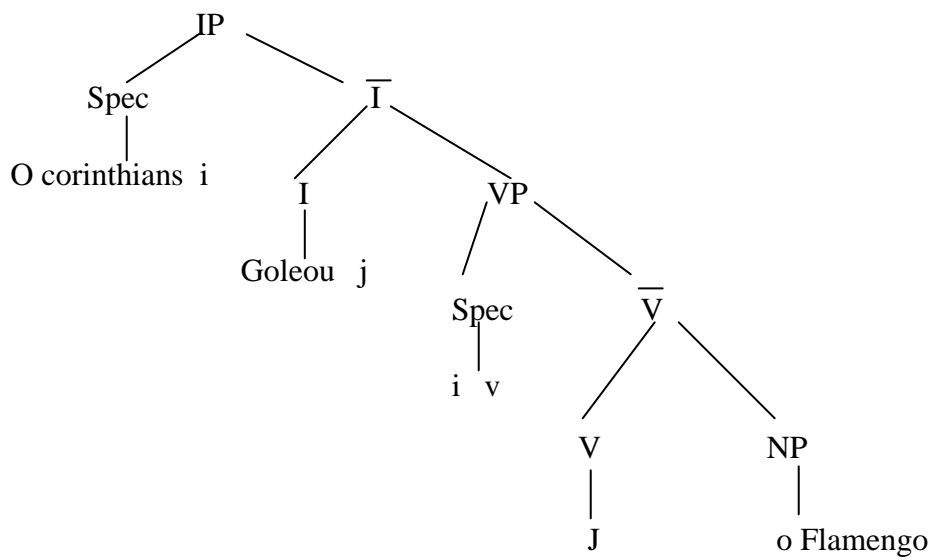 IP
Spec
I
O corinthians i
I
VP
Goleou j
Spec
V
i v
V
NP
J
o Flamengo